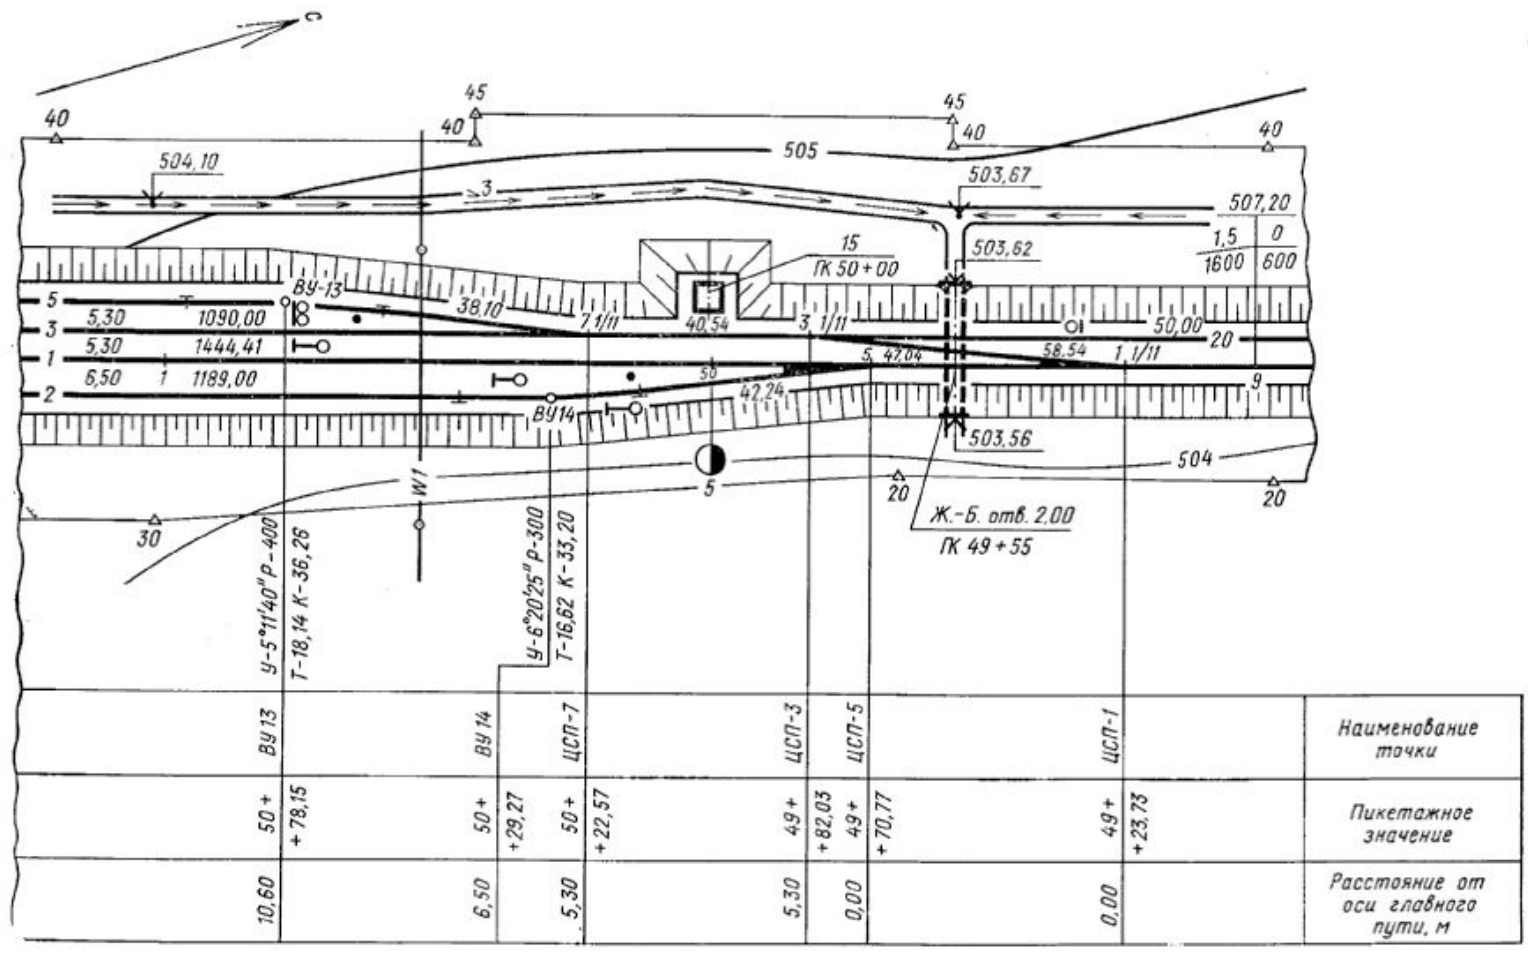 С
45
45
40
40
40
40
505
504,10
3
503,67
507,20
1,5 0
1600 600
15
ПК 50+00
503,62
ВУ-13
5
38,10
7, 1/11
40,54
3, 1/11
50,00
20
5,30 1090,00
3
5,30 1444,41
5, 47,04
58,54
1, 1/11
1
6,50 1 1189,00
50
9
2
ВУ14
42,24
503,56
504
W1
5
20
20
30
Ж.-Б. отв. 2,00
ПК 49+55
У-5°11'40" Р-400
Т-18,14 К-36,26
У-6°20'25" Р-300
Т-16,62 К-33,20
ВУ 13
ВУ 14
ЦСП-7
ЦСП-3
ЦСП-5
ЦСП-1
Наименование
точки
50+
+78,15
50+
+29,27
50+
+22,57
49+
+82,03
49+
+70,77
49+
+23,73
Пикетажное
значение
10,60
6,50
5,30
5,30
0,00
0,00
Расстояние от
оси главного
пути, м